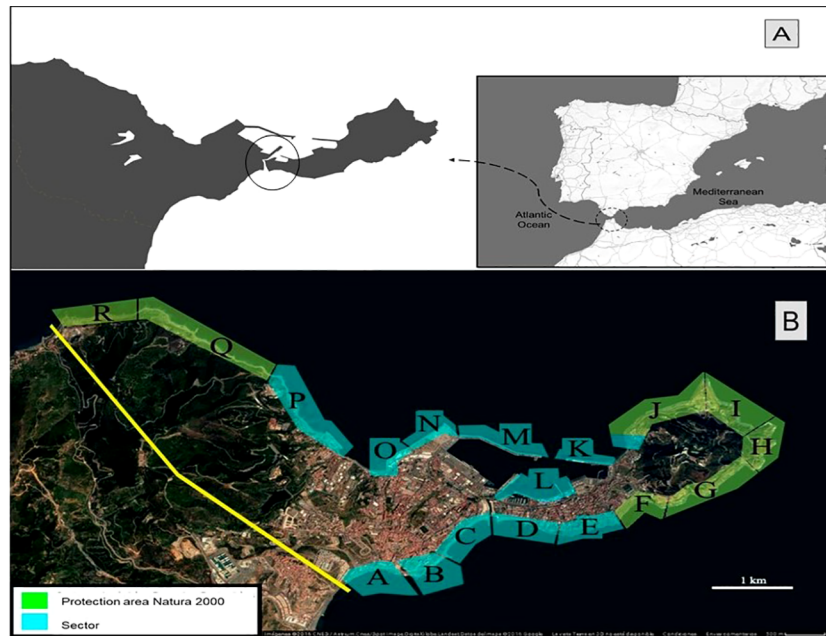 A
Mediterranean
Sea
Atlantic
Ocean
B
R
Q
P
O
N
M
K
L
J
I
H
G
F
E
D
C
B
A
1 km
Protection area Natura 2000
Sector